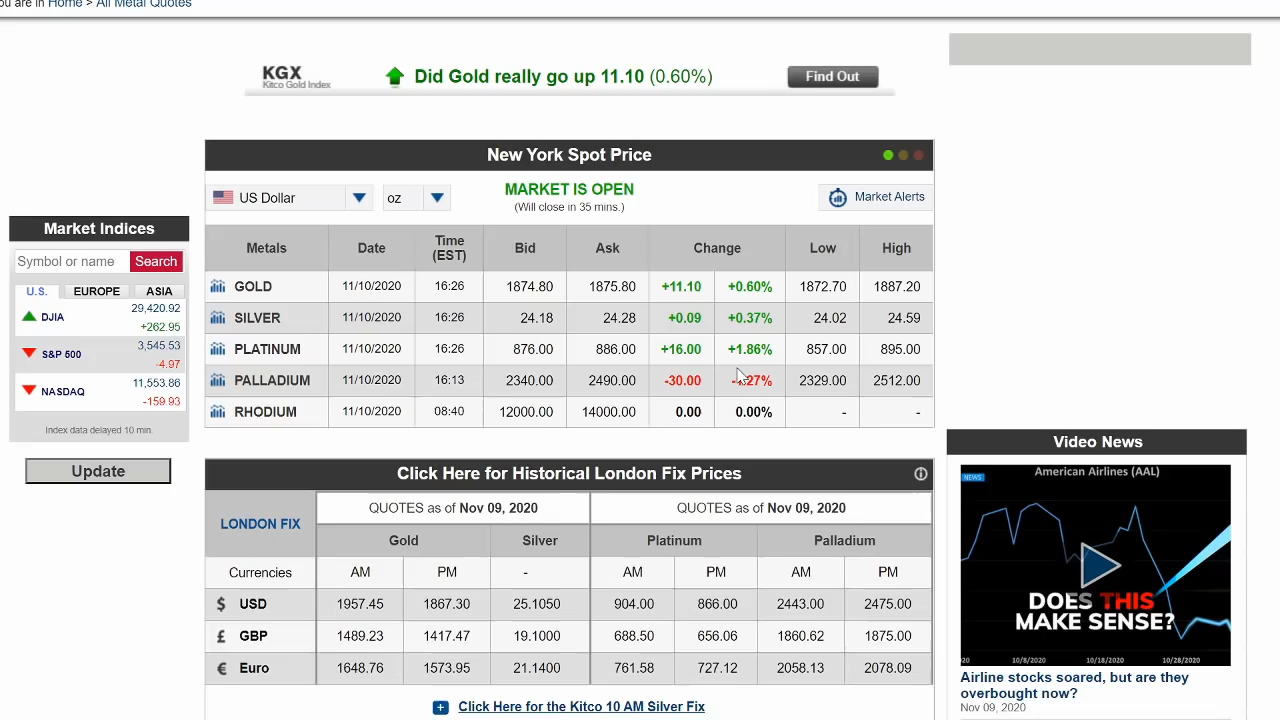 You are in Home > All Metal Quotes
KGX
Kitco Gold Index
Did Gold really go up 11.10 (0.60%)
Find Out
New York Spot Price
US Dollar
oz
MARKET IS OPEN
(Will close in 35 mins.)
Market Alerts
Metals Date Time (EST) Bid Ask Change Low High
GOLD 11/10/2020 16:26 1874.80 1875.80 +11.10 +0.60% 1872.70 1887.20
SILVER 11/10/2020 16:26 24.18 24.28 +0.09 +0.37% 24.02 24.59
PLATINUM 11/10/2020 16:26 876.00 886.00 +16.00 +1.86% 857.00 895.00
PALLADIUM 11/10/2020 16:13 2340.00 2490.00 -30.00 27% 2329.00 2512.00
RHODIUM 11/10/2020 08:40 12000.00 14000.00 0.00 0.00% - -
Market Indices
Symbol or name Search
U.S. EUROPE ASIA
DJIA 29,420.92
+262.95
S&P 500 3,545.53
-4.97
NASDAQ 11,553.86
-159.93
Index data delayed 10 min.
Update
Click Here for Historical London Fix Prices
LONDON FIX
QUOTES as of Nov 09, 2020 QUOTES as of Nov 09, 2020
Gold Silver Platinum Palladium
Currencies AM PM - AM PM AM PM
$ USD 1957.45 1867.30 25.1050 904.00 866.00 2443.00 2475.00
£ GBP 1489.23 1417.47 19.1000 688.50 656.06 1860.62 1875.00
€ Euro 1648.76 1573.95 21.1400 761.58 727.12 2058.13 2078.09
Click Here for the Kitco 10 AM Silver Fix
Video News
NEWS
American Airlines (AAL)
DOES THIS
MAKE SENSE?
20 10/8/2020 10/18/2020 10/28/2020
Airline stocks soared, but are they
overbought now?
Nov 09, 2020